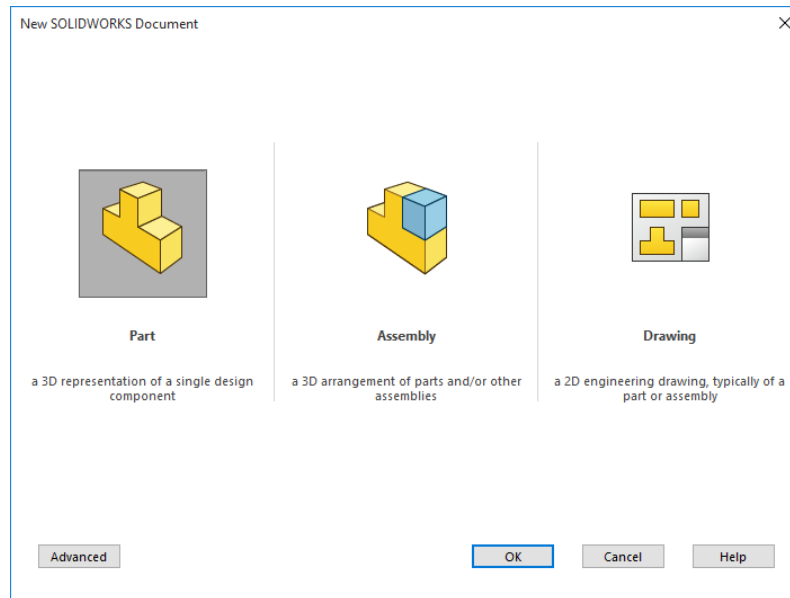 New SOLIDWORKS Document
Part
a 3D representation of a single design
component
Assembly
a 3D arrangement of parts and/or other
assemblies
Drawing
a 2D engineering drawing, typically of a
part or assembly
Advanced
OK
Cancel
Help